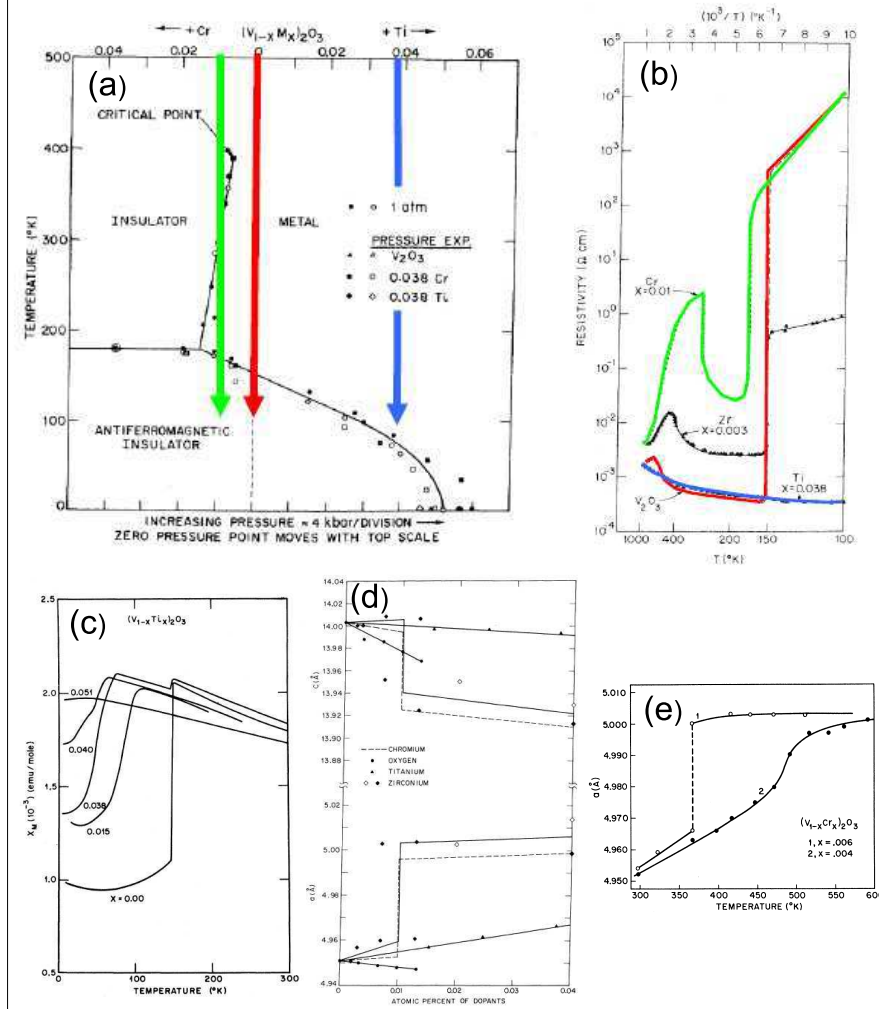 ←+Cr (V₁₋ₓMₓ)₂O₃ +Ti→
0.04 0.02 0 0.02 0.04 0.06
(a)
500
400
300
200
100
0
TEMPERATURE (°K)
CRITICAL POINT
INSULATOR
METAL
1 atm
PRESSURE EXP.
V₂O₃
0.038 Cr
0.038 Ti
ANTIFERROMAGNETIC
INSULATOR
INCREASING PRESSURE ≈ 4 kbar/DIVISION →
ZERO PRESSURE POINT MOVES WITH TOP SCALE
(10³/T) (°K⁻¹)
1 2 3 4 5 6 7 8 9 10
(b)
10⁴
10³
10²
10¹
10⁰
10⁻¹
10⁻²
10⁻³
10⁻⁴
RESISTIVITY (Ω cm)
Cr
X=0.01
Zr
X=0.003
Ti
X=0.038
V₂O₃
1000 400 200 150 100
T (°K)
(c)
(V₁₋ₓTiₓ)₂O₃
2.5
2.0
1.5
1.0
0.5
X_M (10⁻³) (emu/mole)
0.051
0.040
0.038
0.015
X=0.00
0 100 200 300
TEMPERATURE (°K)
(d)
14.04
14.00
13.96
13.92
13.88
C (Å)
CHROMIUM
OXYGEN
TITANIUM
ZIRCONIUM
5.02
5.00
4.98
4.96
4.94
a (Å)
0 0.01 0.02 0.03 0.04
ATOMIC PERCENT OF DOPANTS
(e)
5.005
5.000
4.990
4.980
4.970
4.960
4.950
a (Å)
1
2
(V₁₋ₓCrₓ)₂O₃
1, x = .006
2, x = .004
300 350 400 450 500 550 600
TEMPERATURE (°K)